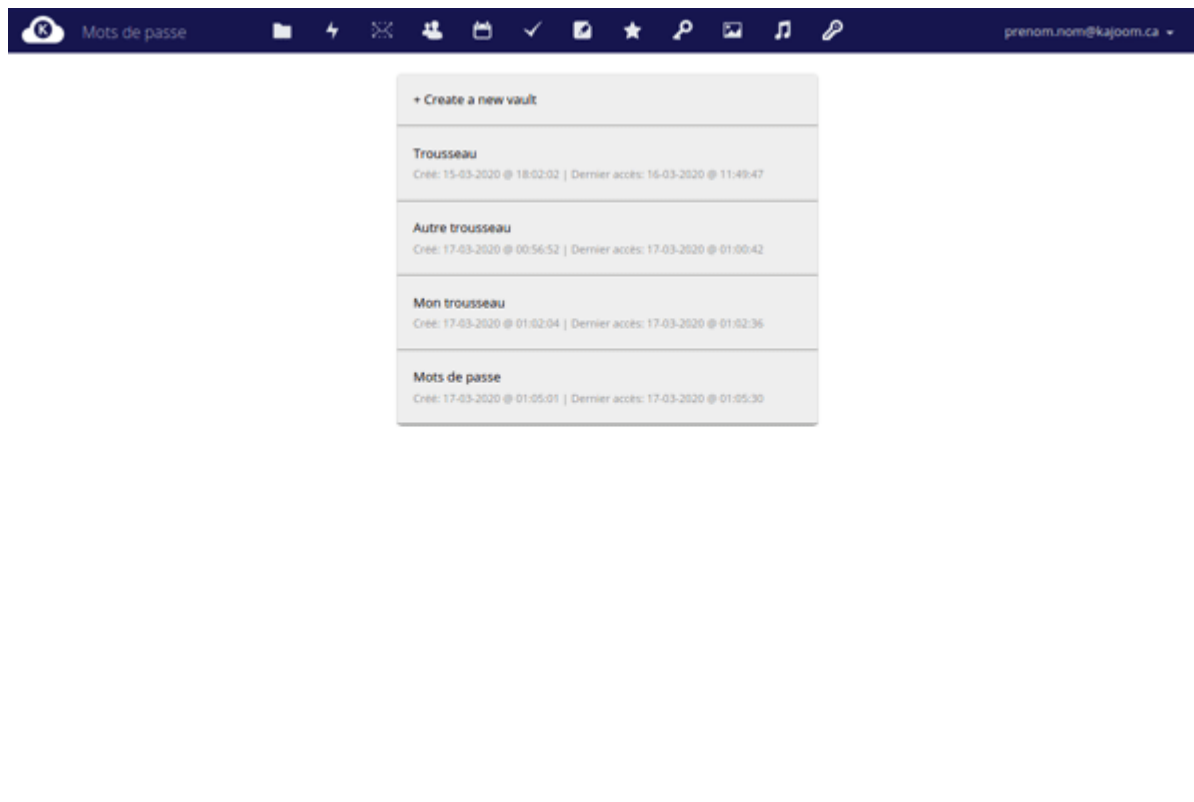 K
Mots de passe
prenom.nom@kajoom.ca
+ Create a new vault
Trousseau
Créé: 15-03-2020 @ 18:02:02 | Dernier accès: 16-03-2020 @ 11:49:47
Autre trousseau
Créé: 17-03-2020 @ 00:56:52 | Dernier accès: 17-03-2020 @ 01:00:42
Mon trousseau
Créé: 17-03-2020 @ 01:02:04 | Dernier accès: 17-03-2020 @ 01:02:36
Mots de passe
Créé: 17-03-2020 @ 01:05:01 | Dernier accès: 17-03-2020 @ 01:05:30